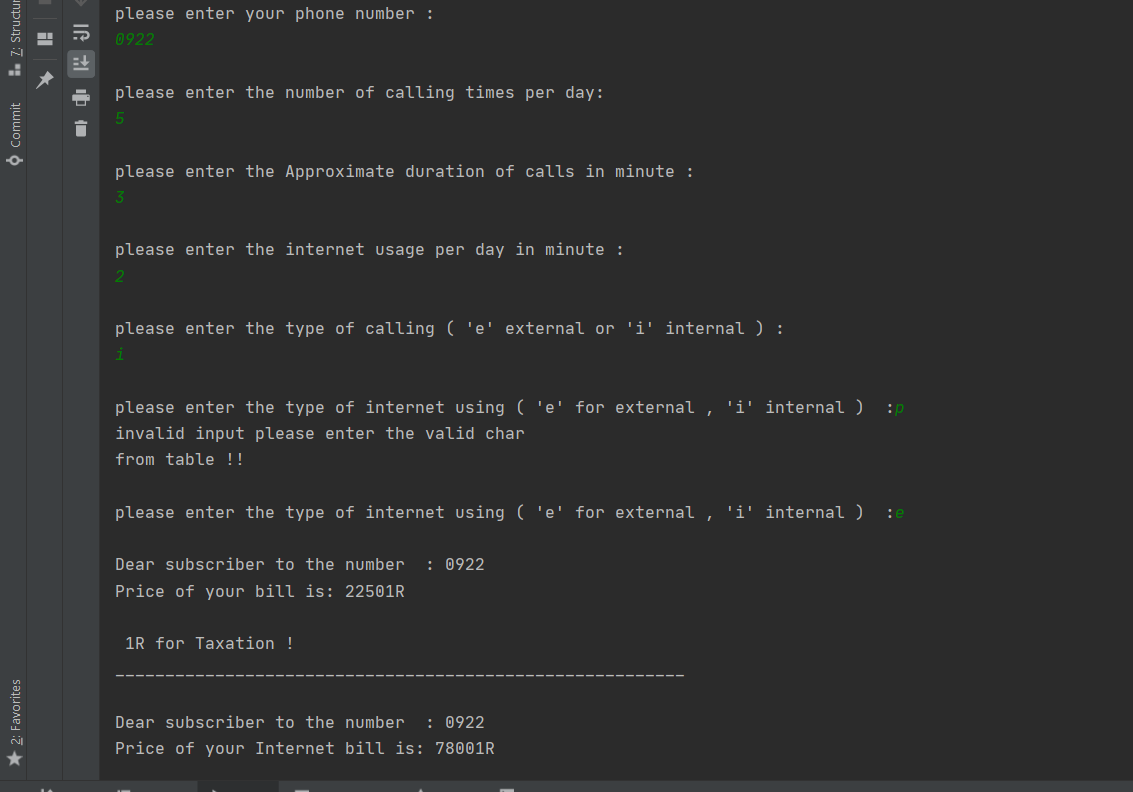 please enter your phone number :
0922
please enter the number of calling times per day:
5
please enter the Approximate duration of calls in minute :
3
please enter the internet usage per day in minute :
2
please enter the type of calling ( 'e' external or 'i' internal ) :
i
please enter the type of internet using ( 'e' for external , 'i' internal )  :p
invalid input please enter the valid char
from table !!
please enter the type of internet using ( 'e' for external , 'i' internal )  :e
Dear subscriber to the number  : 0922
Price of your bill is: 22501R
1R for Taxation !
---------------------------------------------------------
Dear subscriber to the number  : 0922
Price of your Internet bill is: 78001R
7: Structur
Commit
2: Favorites